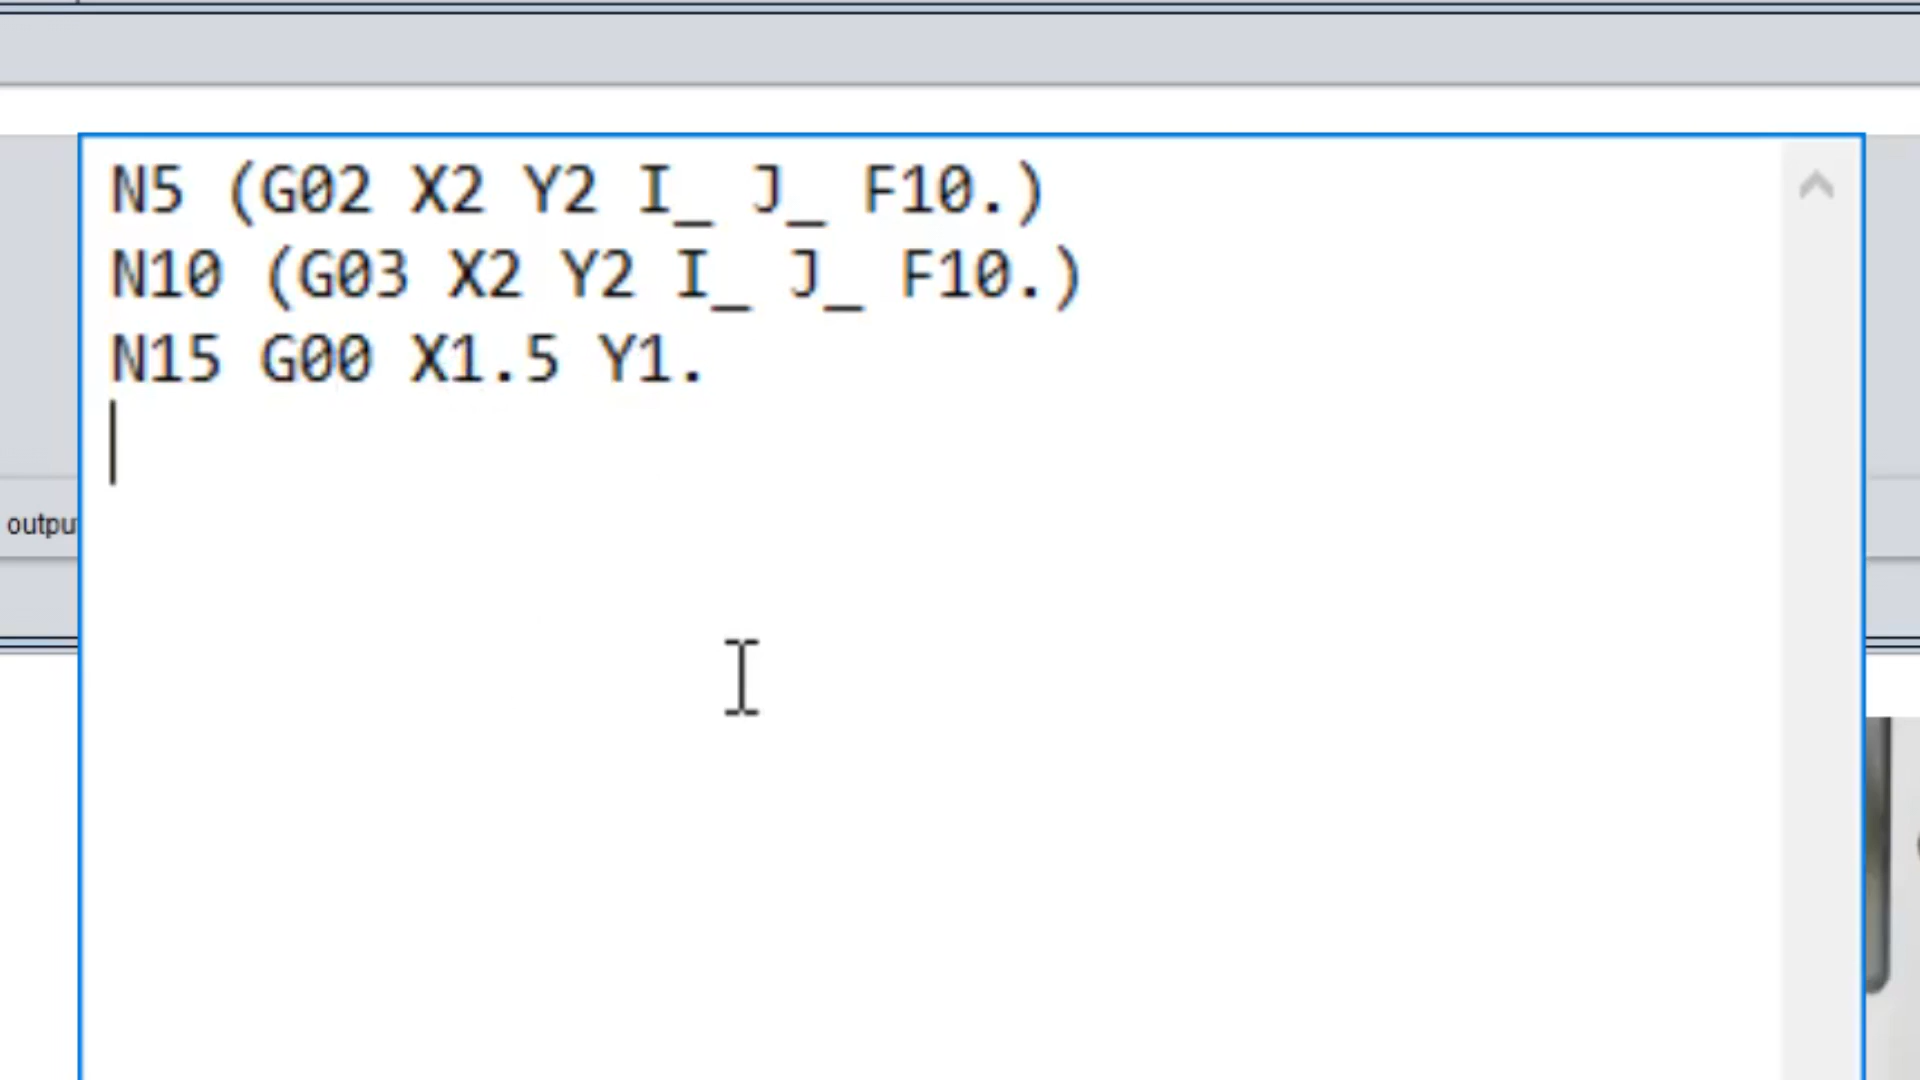 N5 (G02 X2 Y2 I_ J_ F10.)
N10 (G03 X2 Y2 I_ J_ F10.)
N15 G00 X1.5 Y1.